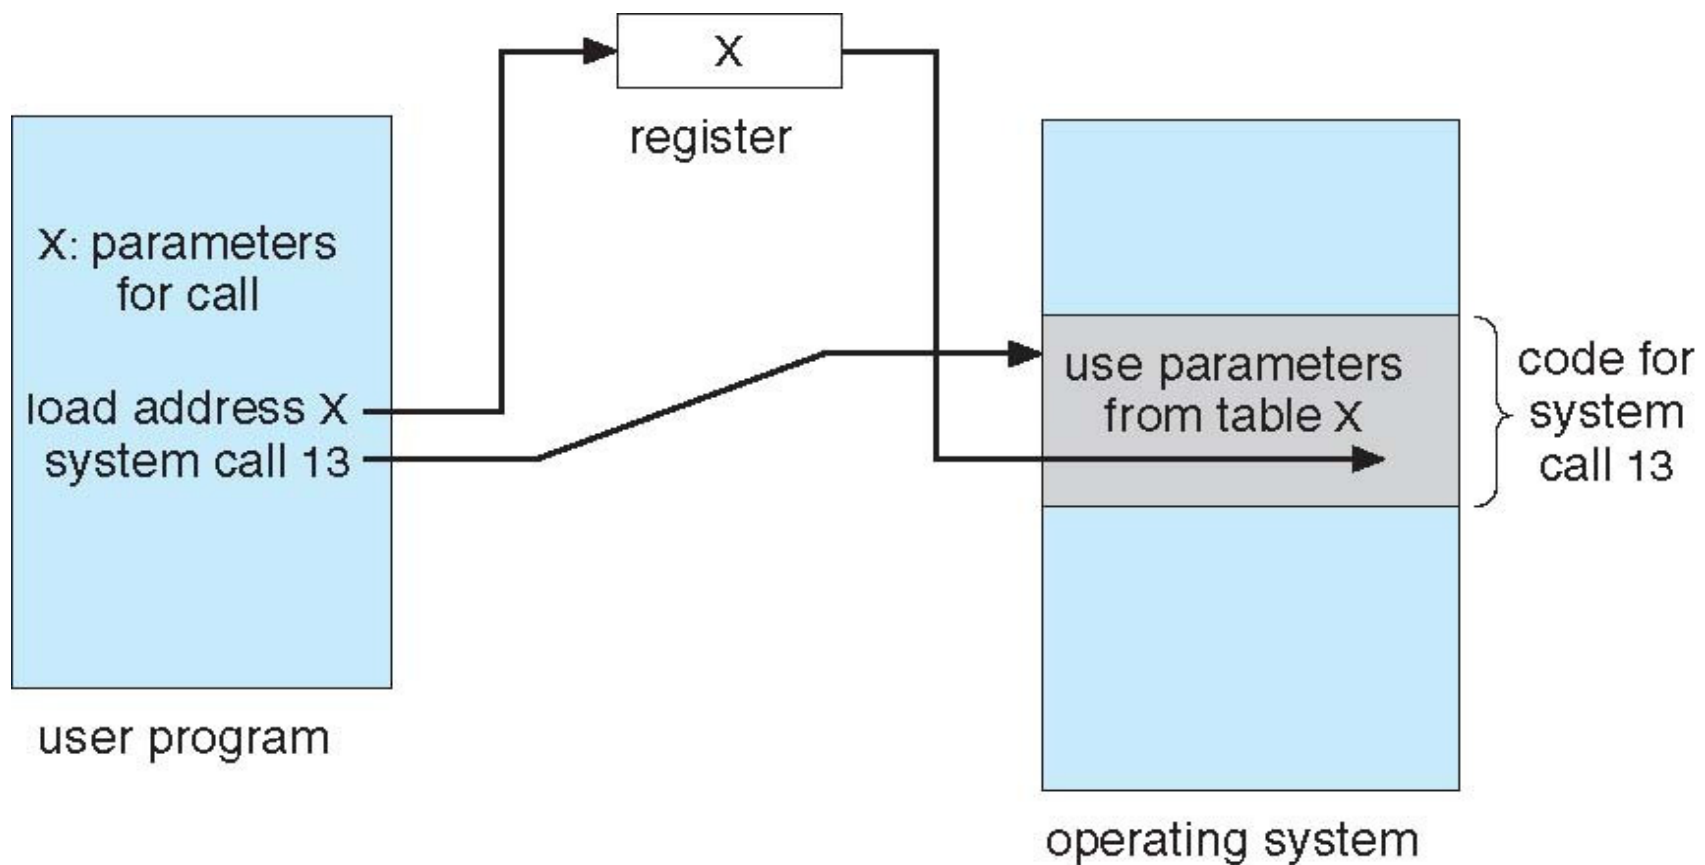 X
register
X: parameters
for call
load address X
system call 13
user program
use parameters
from table X
code for
system
call 13
operating system